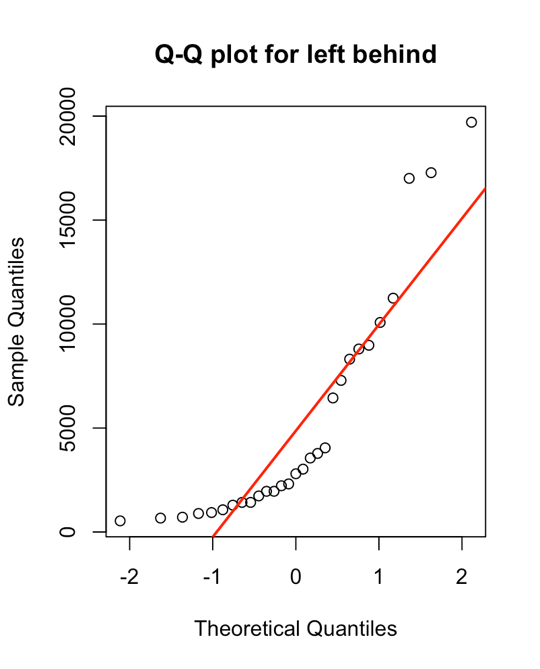 Q-Q plot for left behind
Sample Quantiles
20000
15000
10000
5000
0
-2 -1 0 1 2
Theoretical Quantiles